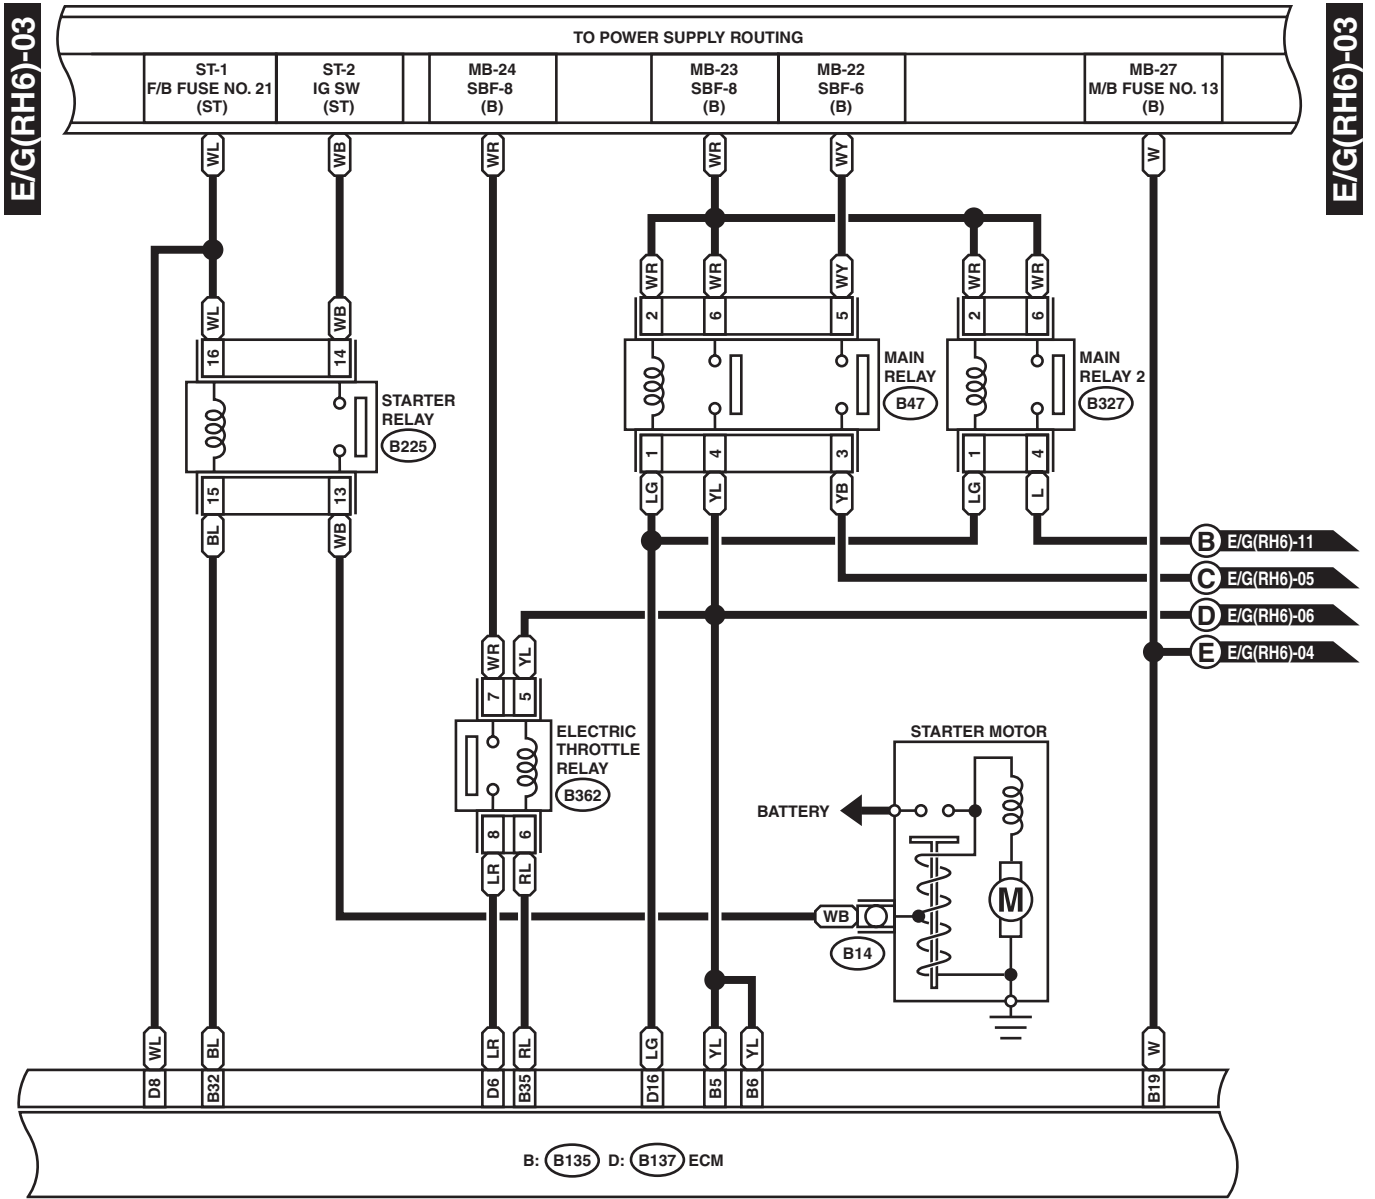 E/G(RH6)-03
E/G(RH6)-03
TO POWER SUPPLY ROUTING
ST-1
F/B FUSE NO. 21
(ST)
ST-2
IG SW
(ST)
MB-24
SBF-8
(B)
MB-23
SBF-8
(B)
MB-22
SBF-6
(B)
MB-27
M/B FUSE NO. 13
(B)
WL
WB
WR
WR
WY
W
WR
WR
WY
WR
WR
WL
WB
2
6
5
2
6
16
14
STARTER
RELAY
B225
MAIN
RELAY
B47
MAIN
RELAY 2
B327
1
4
3
1
4
15
13
LG
YL
YB
LG
L
BL
WB
B
E/G(RH6)-11
C
E/G(RH6)-05
D
E/G(RH6)-06
E
E/G(RH6)-04
WR
YL
7
5
ELECTRIC
THROTTLE
RELAY
B362
8
6
LR
RL
STARTER MOTOR
BATTERY
M
WB
B14
WL
BL
LR
RL
LG
YL
YL
W
D8
B32
D6
B35
D16
B5
B6
B19
B: B135 D: B137 ECM